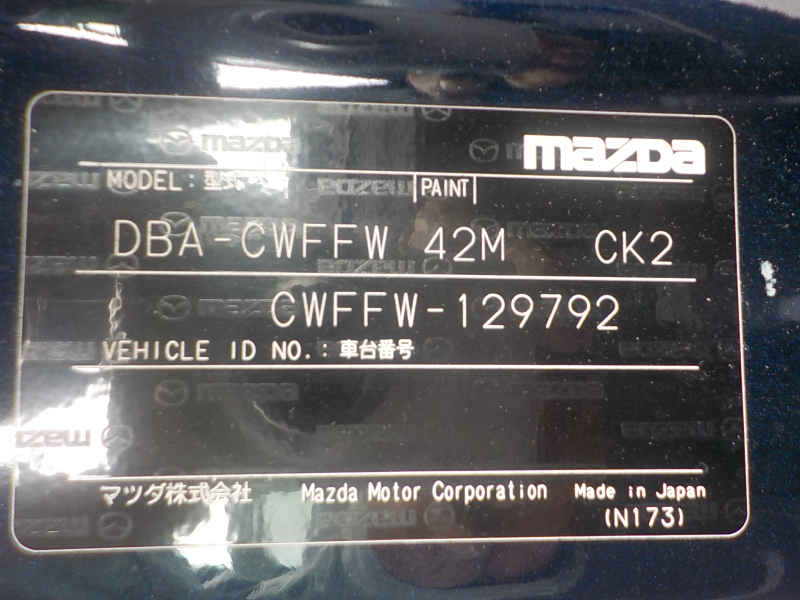 mazda
MODEL: 型式 PAINT
DBA-CWFFW 42M CK2
CWFFW-129792
VEHICLE ID NO.: 車台番号
マツダ株式会社 Mazda Motor Corporation Made in Japan
(N173)